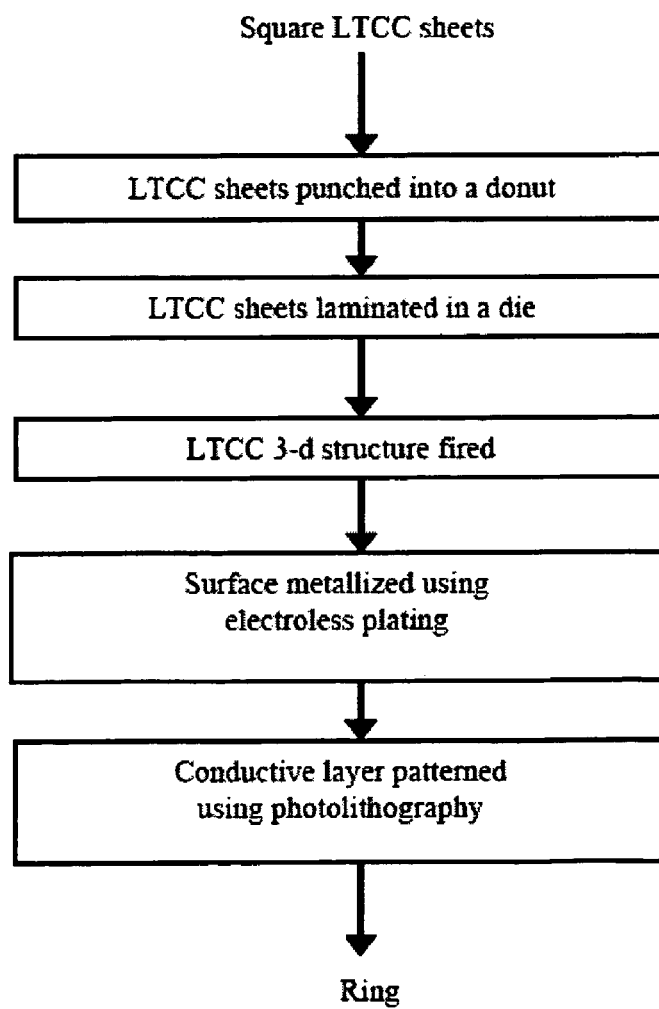 Square LTCC sheets
LTCC sheets punched into a donut
LTCC sheets laminated in a die
LTCC 3-d structure fired
Surface metallized using
electroless plating
Conductive layer patterned
using photolithography
Ring